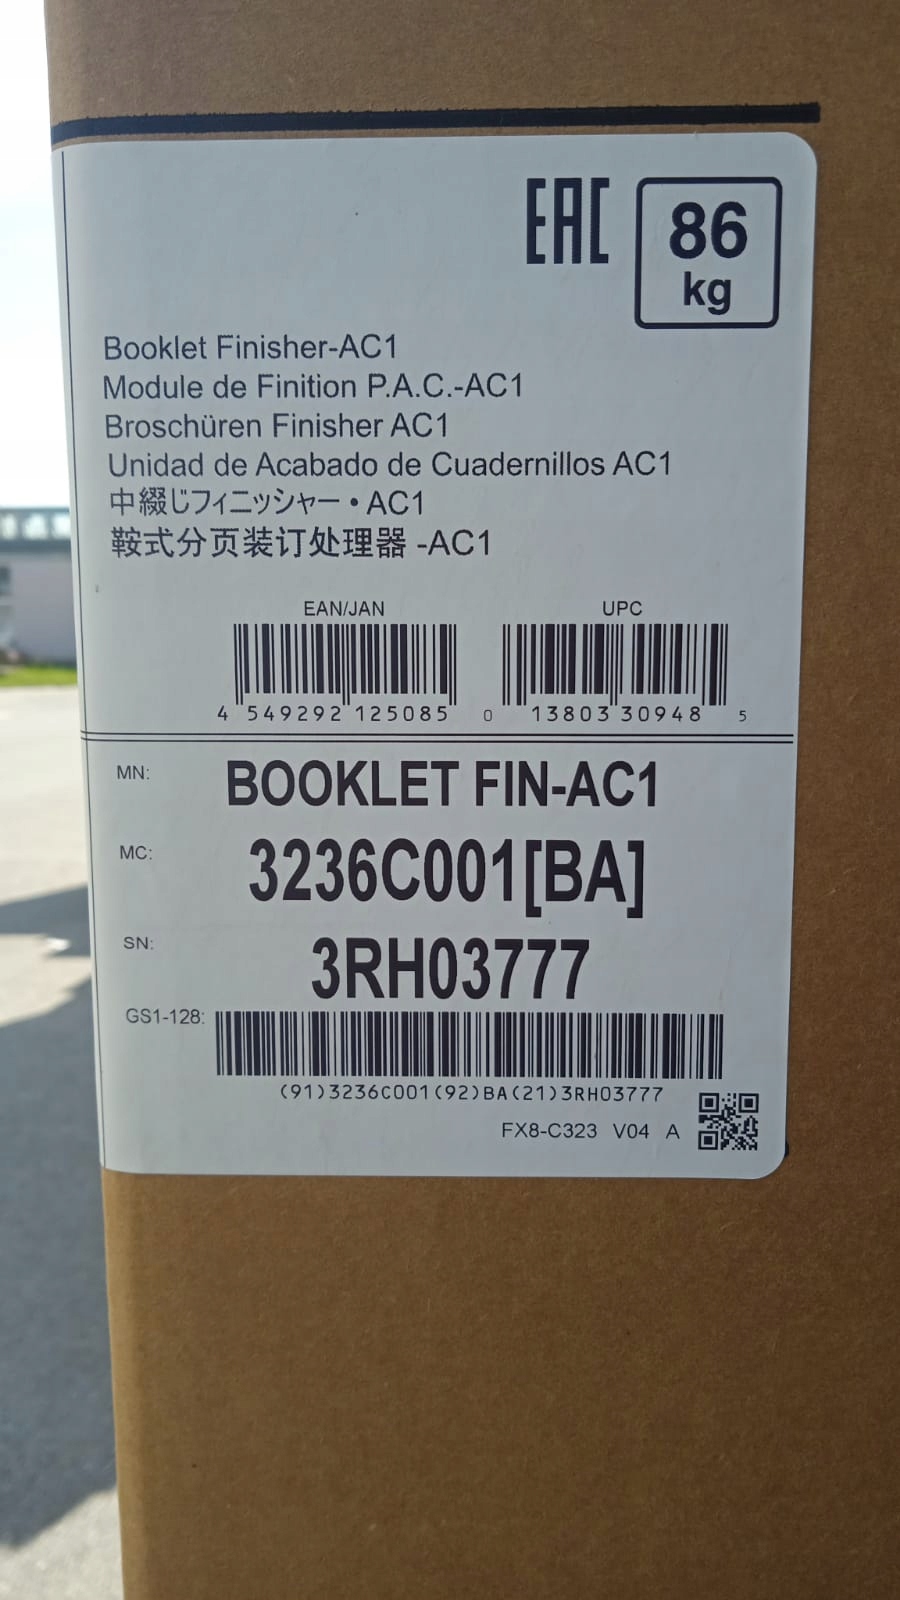 EAC
86
kg
Booklet Finisher-AC1
Module de Finition P.A.C.-AC1
Broschüren Finisher AC1
Unidad de Acabado de Cuadernillos AC1
中綴じフィニッシャー・AC1
鞍式分页装订处理器 -AC1
EAN/JAN UPC
4 549292 125085 0 13803 30948 5
MN: BOOKLET FIN-AC1
MC: 3236C001[BA]
SN: 3RH03777
GS1-128:
(91)3236C001(92)BA(21)3RH03777
FX8-C323 V04 A